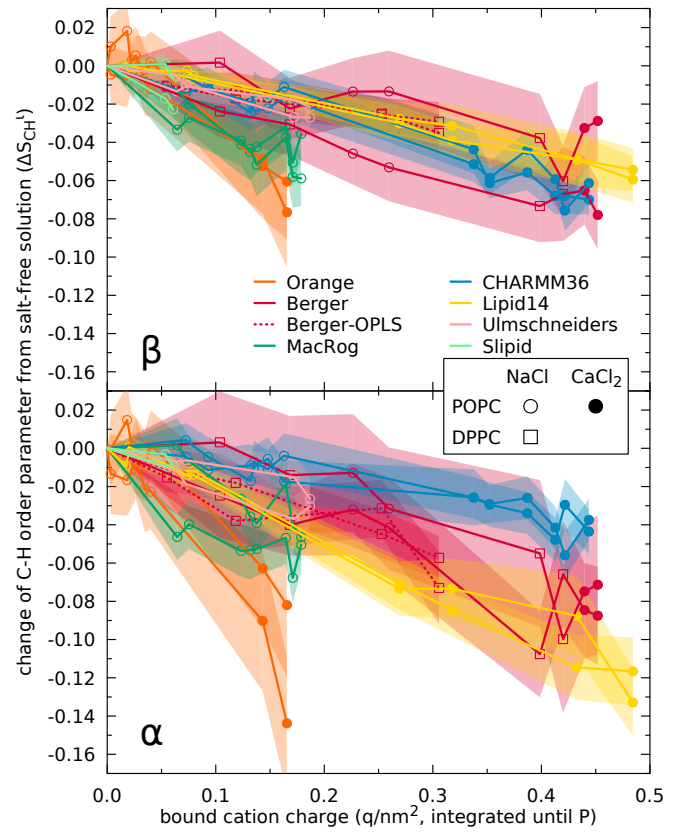 0.02
0.00
-0.02
-0.04
-0.06
-0.08
-0.10
-0.12
-0.14
-0.16
Orange
Berger
Berger-OPLS
MacRog
CHARMM36
Lipid14
Ulmschneiders
Slipid
β
NaCl CaCl₂
POPC
DPPC
0.02
0.00
-0.02
-0.04
-0.06
-0.08
-0.10
-0.12
-0.14
-0.16
α
0.0 0.1 0.2 0.3 0.4 0.5
bound cation charge (q/nm², integrated until P)
change of C-H order parameter from salt-free solution (ΔS_CHⁱ)